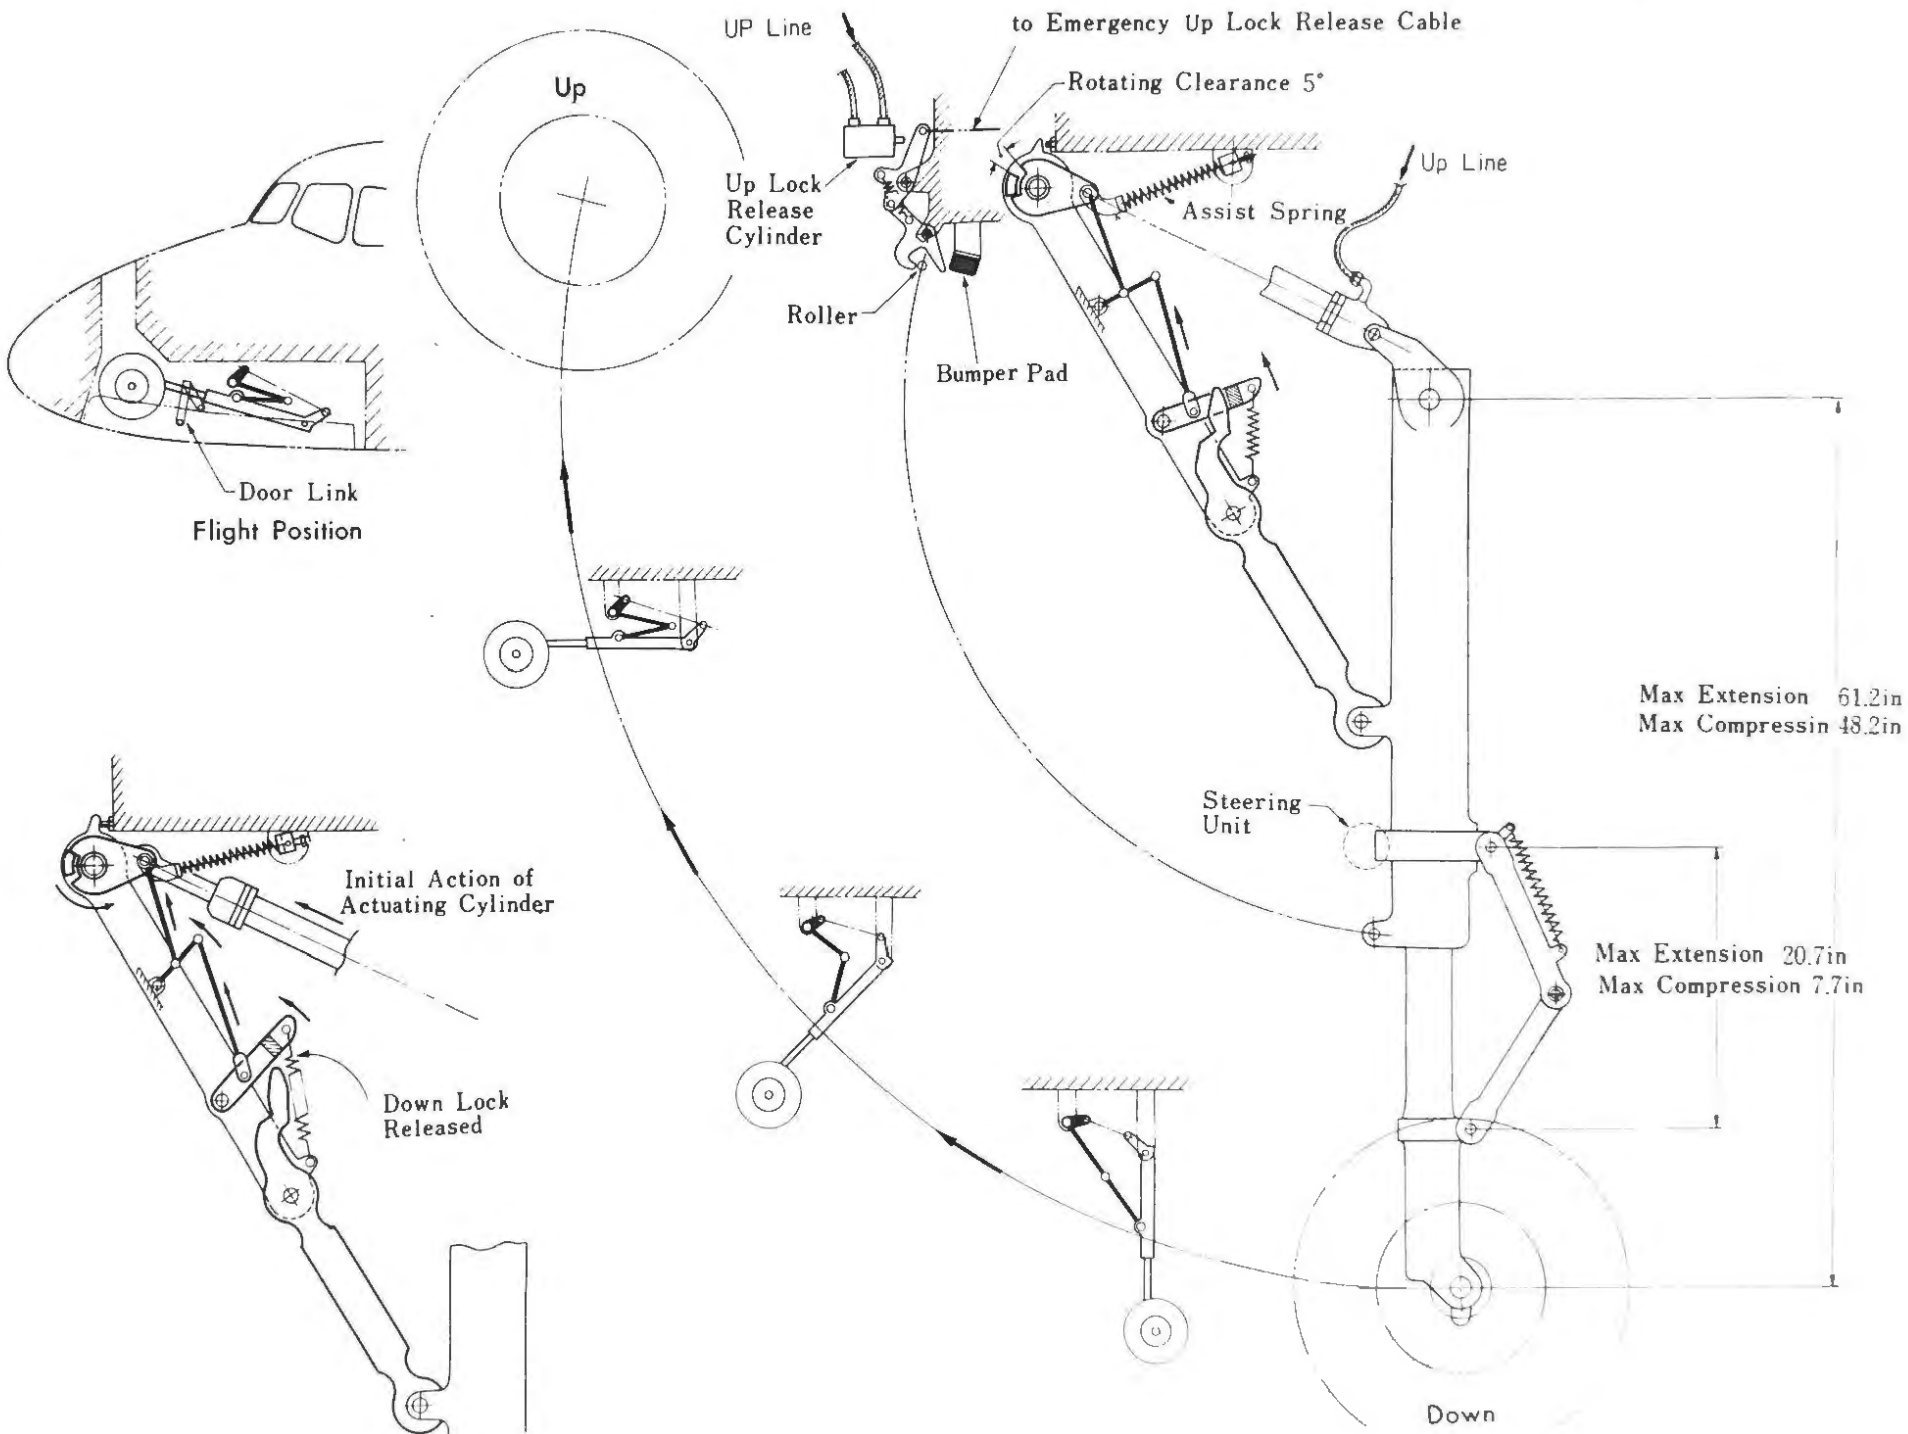 UP Line
to Emergency Up Lock Release Cable
Up
Rotating Clearance 5°
Up Line
Up Lock
Release
Cylinder
Assist Spring
Roller
Bumper Pad
Door Link
Flight Position
Max Extension 61.2in
Max Compressin 48.2in
Steering
Unit
Initial Action of
Actuating Cylinder
Max Extension 20.7in
Max Compression 7.7in
Down Lock
Released
Down